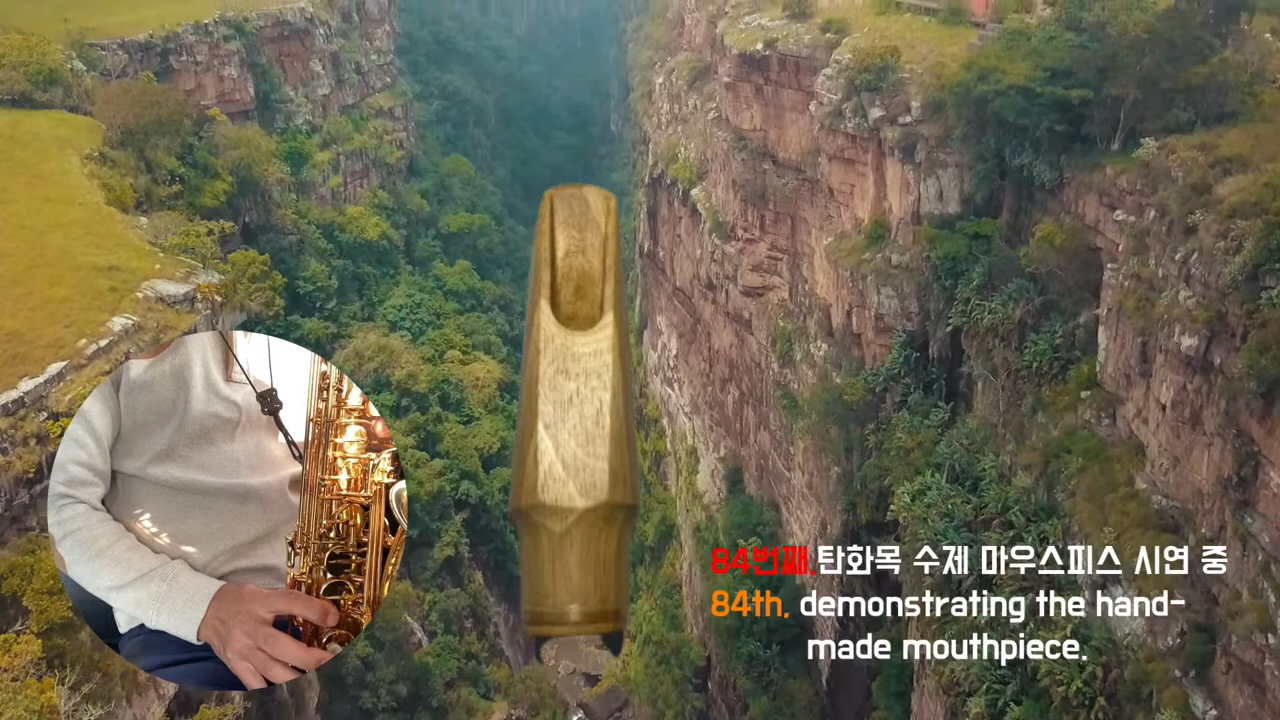 84번째.탄화목 수제 마우스피스 시연 중
84th. demonstrating the hand-
made mouthpiece.